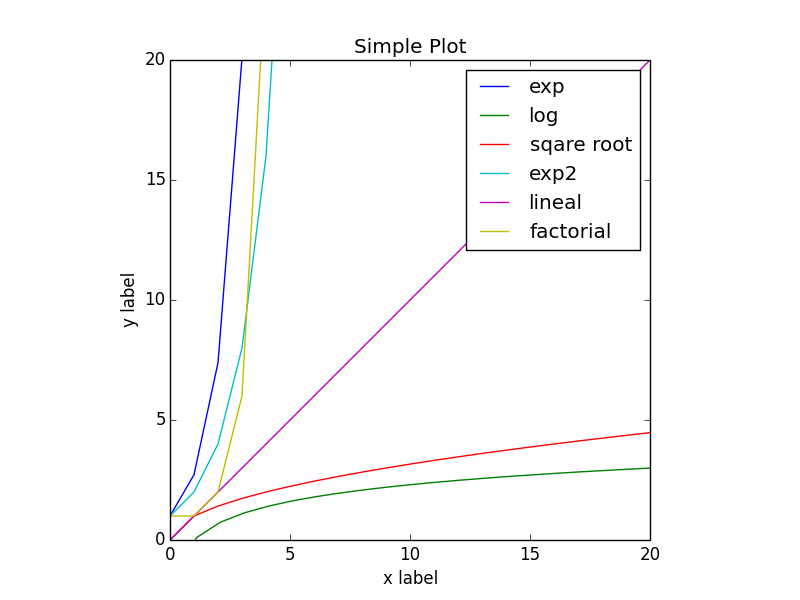 Simple Plot
20
15
10
5
0
y label
0 5 10 15 20
x label
exp
log
sqare root
exp2
lineal
factorial